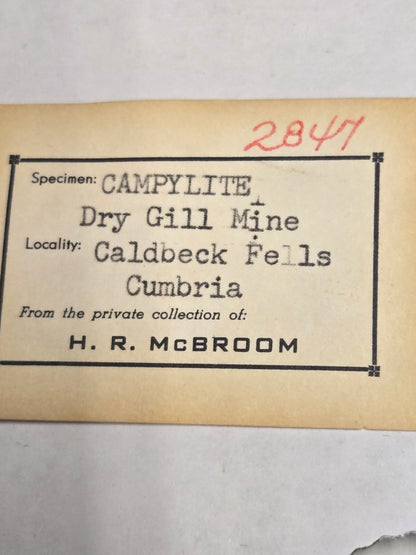 2847
Specimen: CAMPYLITE
Dry Gill Mine
Locality: Caldbeck Fells
Cumbria
From the private collection of:
H. R. McBROOM